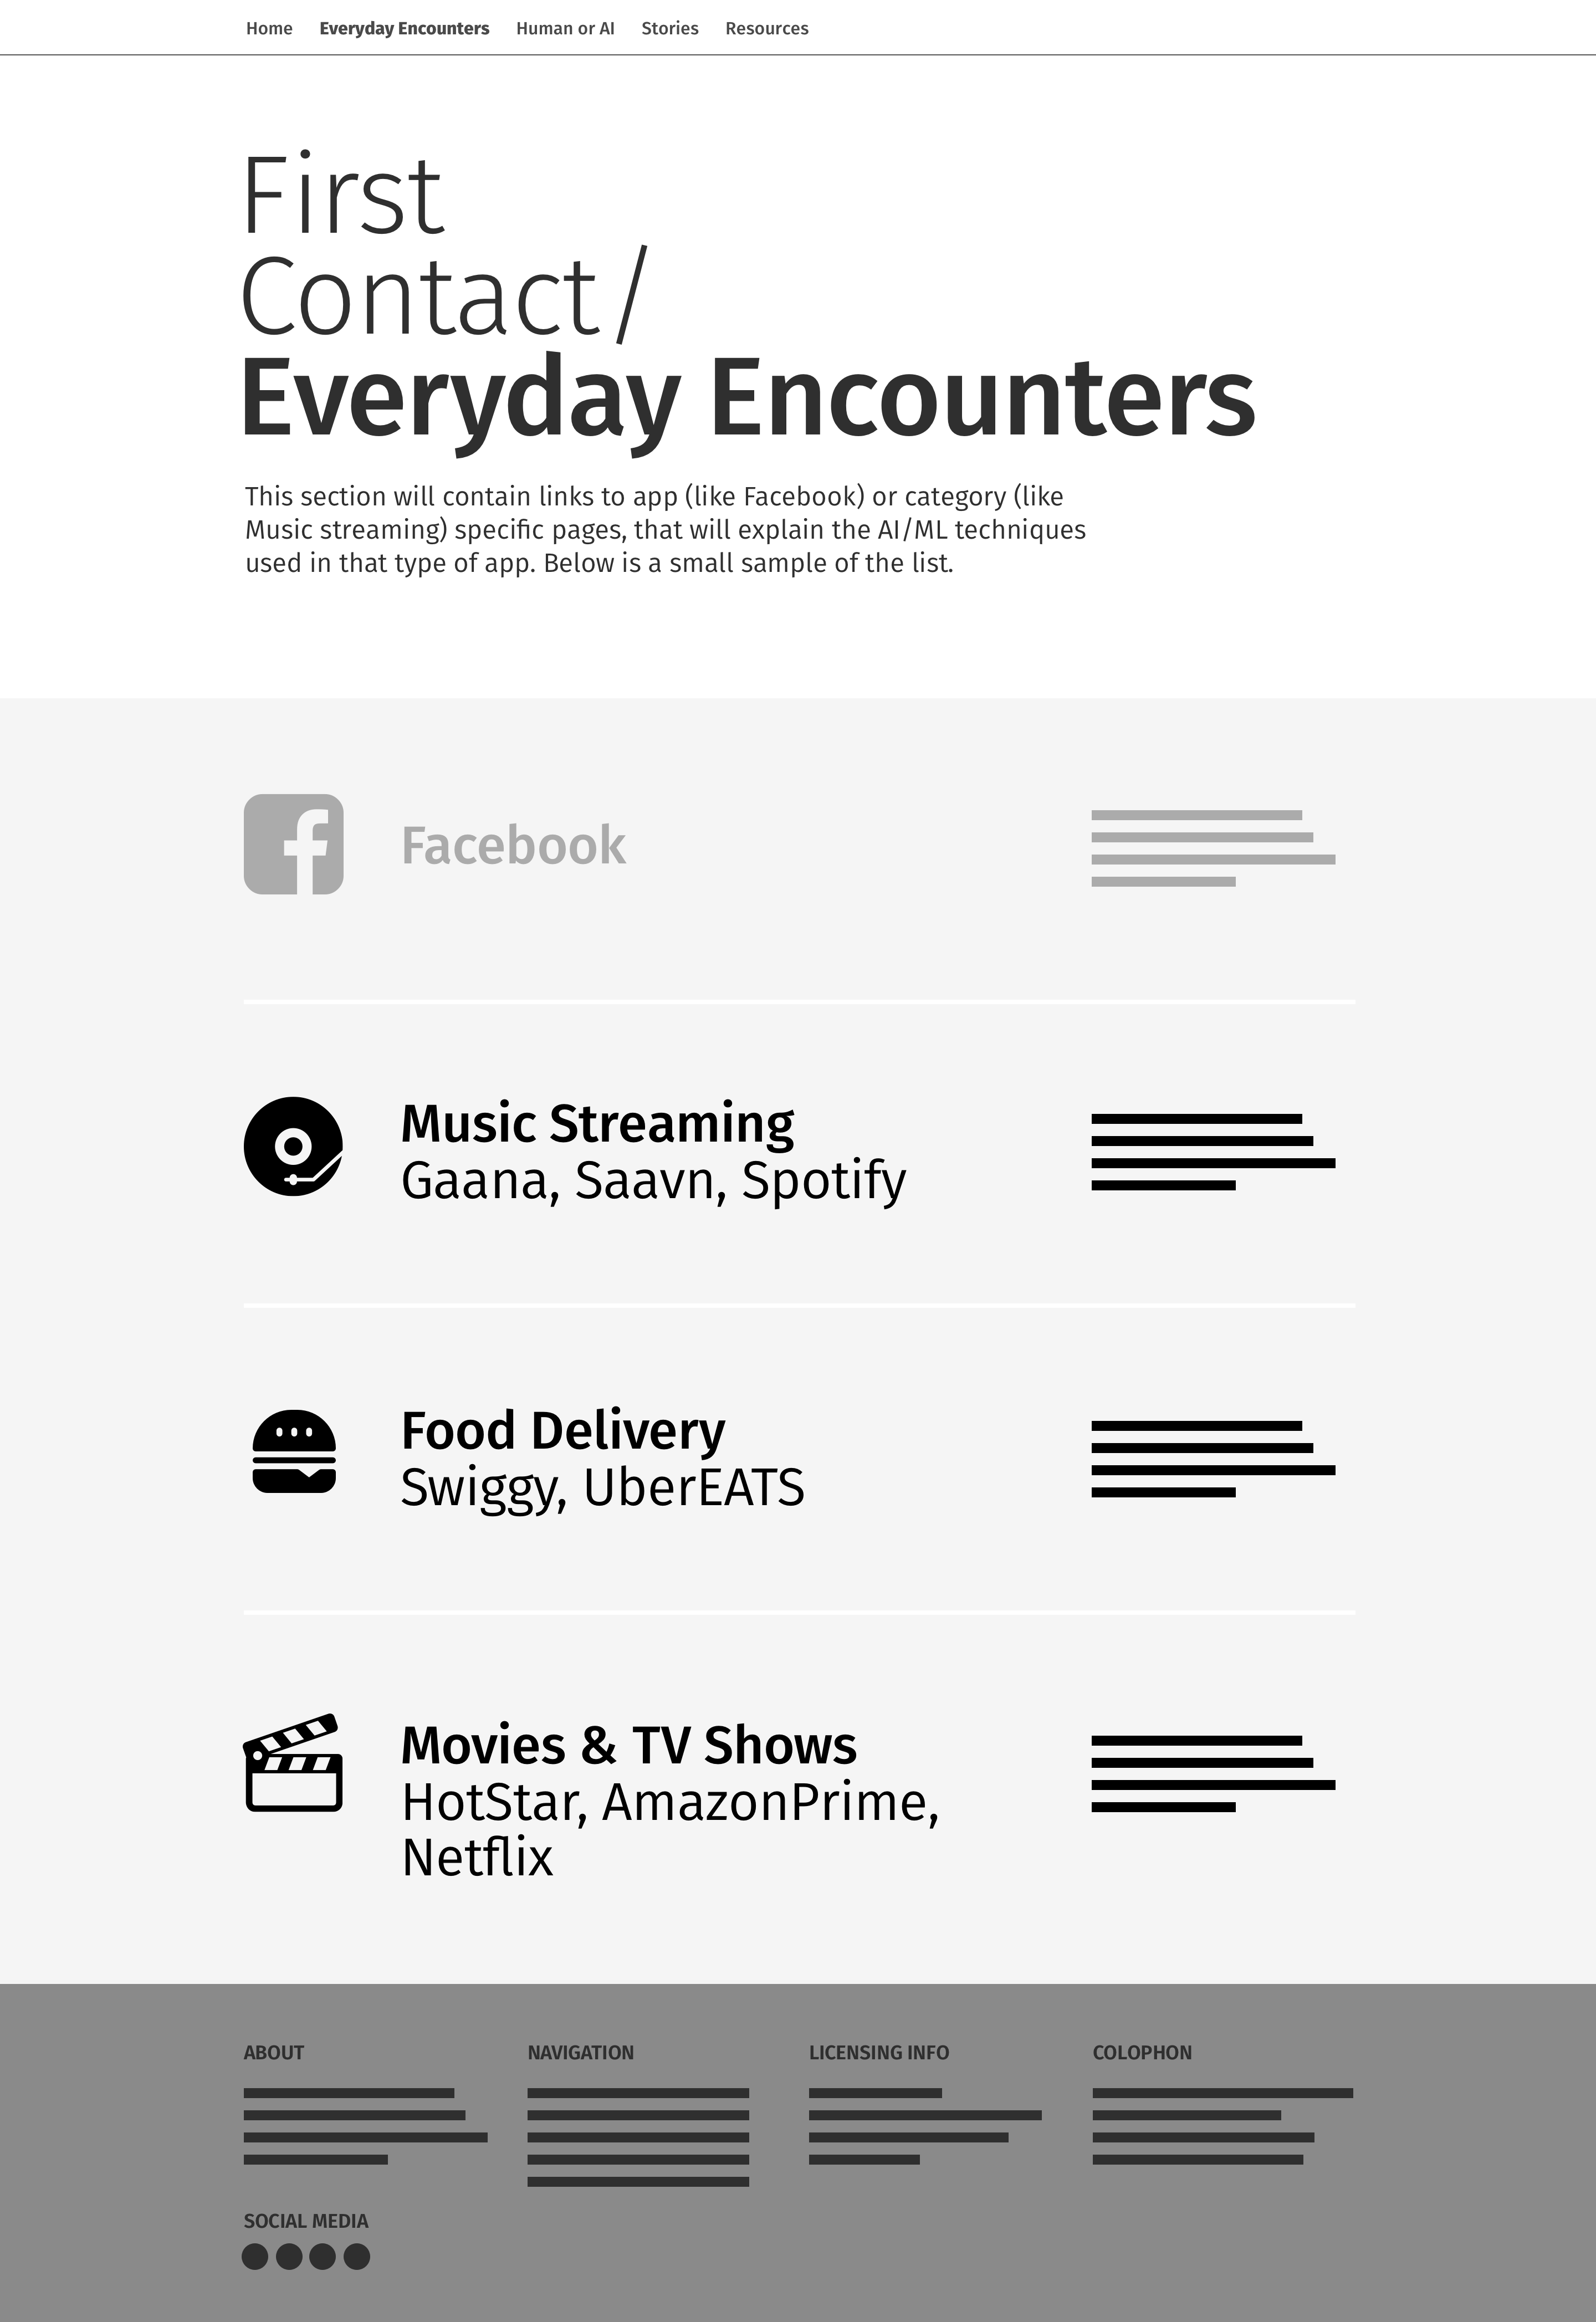 Home Everyday Encounters Human or AI Stories Resources
First
Contact/
Everyday Encounters
This section will contain links to app (like Facebook) or category (like
Music streaming) specific pages, that will explain the AI/ML techniques
used in that type of app. Below is a small sample of the list.
Facebook
Music Streaming
Gaana, Saavn, Spotify
Food Delivery
Swiggy, UberEATS
Movies & TV Shows
HotStar, AmazonPrime,
Netflix
ABOUT NAVIGATION LICENSING INFO COLOPHON
SOCIAL MEDIA